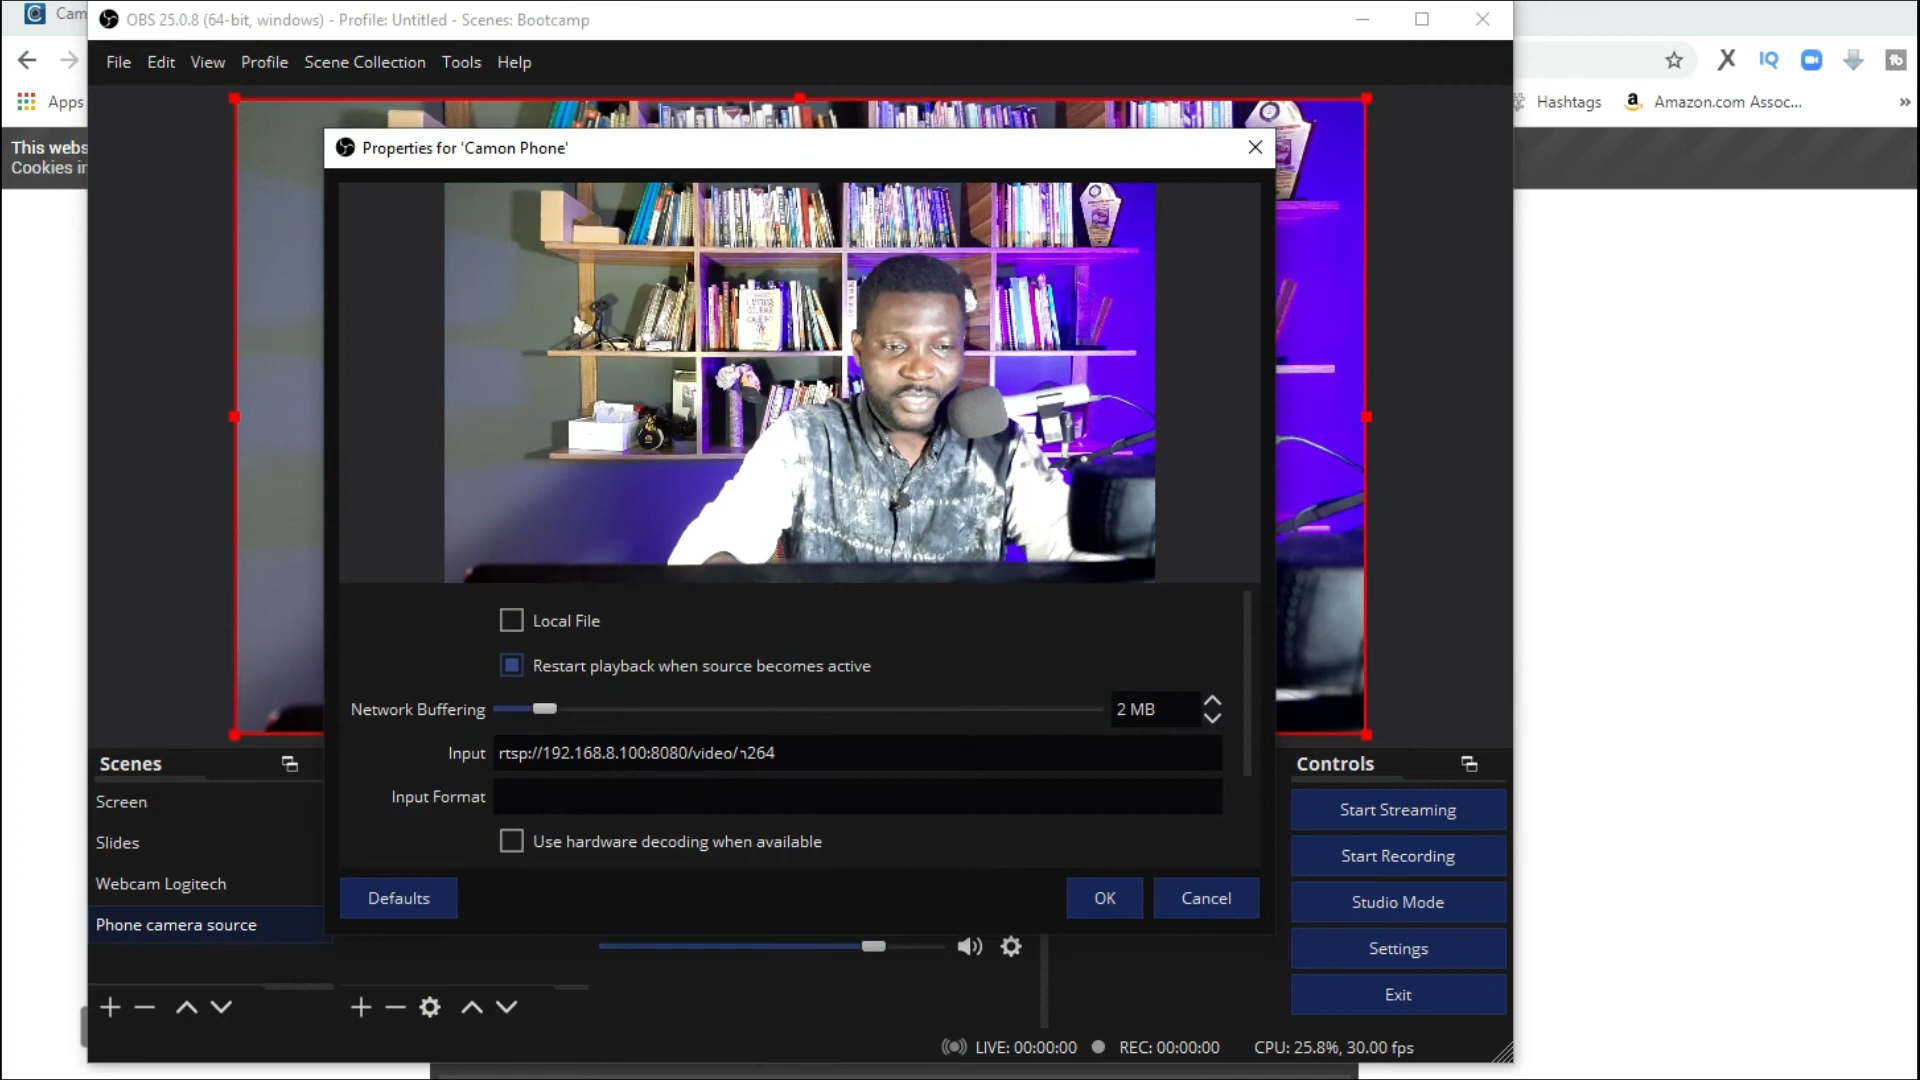 Cam
OBS 25.0.8 (64-bit, windows) - Profile: Untitled - Scenes: Bootcamp
File Edit View Profile Scene Collection Tools Help
Apps
Hashtags
Amazon.com Assoc...
IQ
This webs
Cookies in
Properties for 'Camon Phone'
Local File
Restart playback when source becomes active
Network Buffering 2 MB
Input rtsp://192.168.8.100:8080/video/h264
Input Format
Use hardware decoding when available
Defaults OK Cancel
Scenes
Screen
Slides
Webcam Logitech
Phone camera source
Controls
Start Streaming
Start Recording
Studio Mode
Settings
Exit
LIVE: 00:00:00 REC: 00:00:00 CPU: 25.8%, 30.00 fps